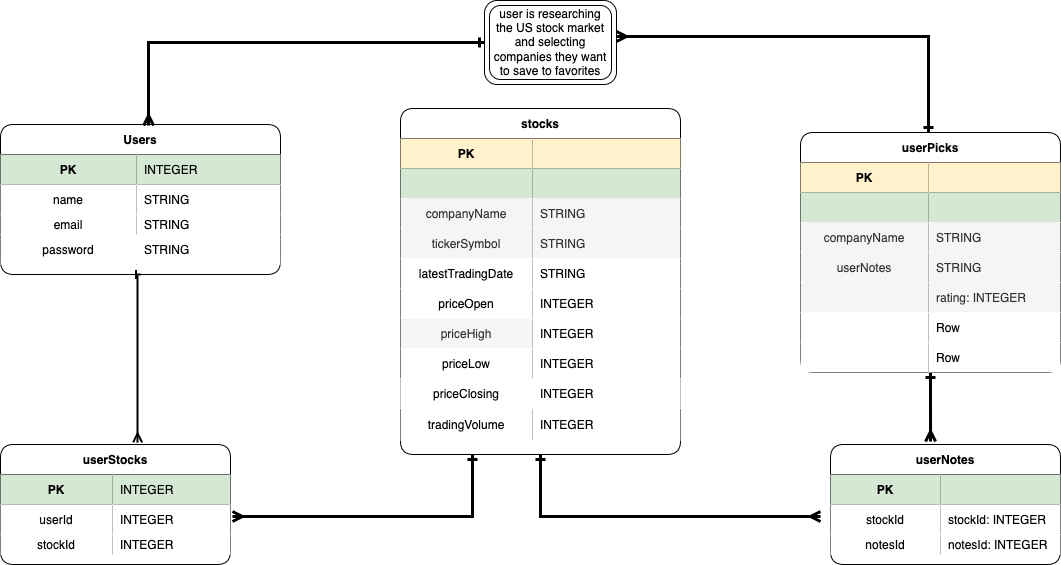 user is researching
the US stock market
and selecting
companies they want
to save to favorites
Users
PK INTEGER
name STRING
email STRING
password STRING
stocks
PK
companyName STRING
tickerSymbol STRING
latestTradingDate STRING
priceOpen INTEGER
priceHigh INTEGER
priceLow INTEGER
priceClosing INTEGER
tradingVolume INTEGER
userPicks
PK
companyName STRING
userNotes STRING
rating: INTEGER
Row
Row
userStocks
PK INTEGER
userId INTEGER
stockId INTEGER
userNotes
PK
stockId stockId: INTEGER
notesId notesId: INTEGER